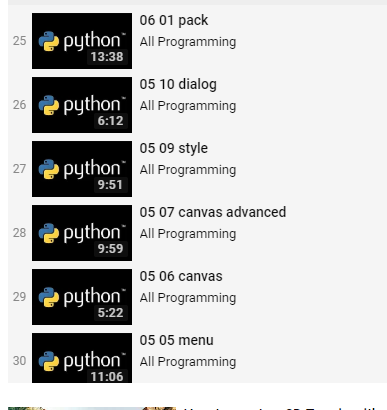 25
python™
13:38
06 01 pack
All Programming
26
python™
6:12
05 10 dialog
All Programming
27
python™
9:51
05 09 style
All Programming
28
python™
9:59
05 07 canvas advanced
All Programming
29
python™
5:22
05 06 canvas
All Programming
30
python™
11:06
05 05 menu
All Programming